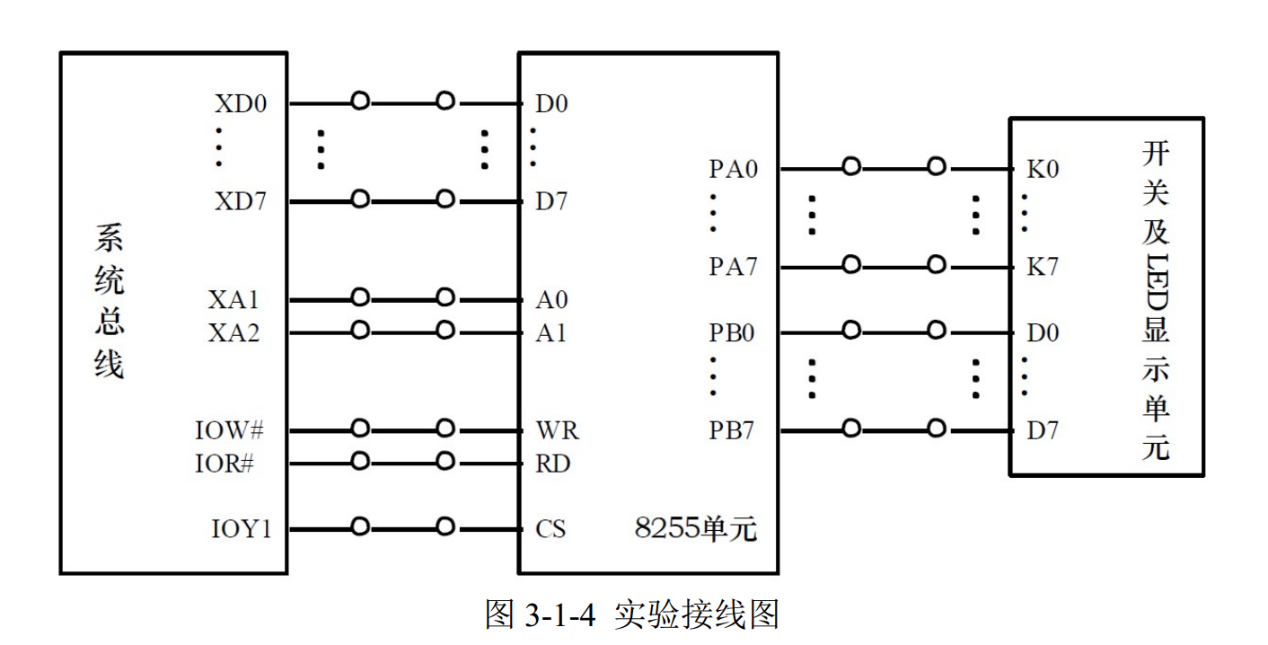 系统总线
XD0
XD7
XA1
XA2
IOW#
IOR#
IOY1
D0
D7
A0
A1
WR
RD
CS
PA0
PA7
PB0
PB7
8255单元
K0
K7
D0
D7
开关及LED显示单元
图 3-1-4 实验接线图